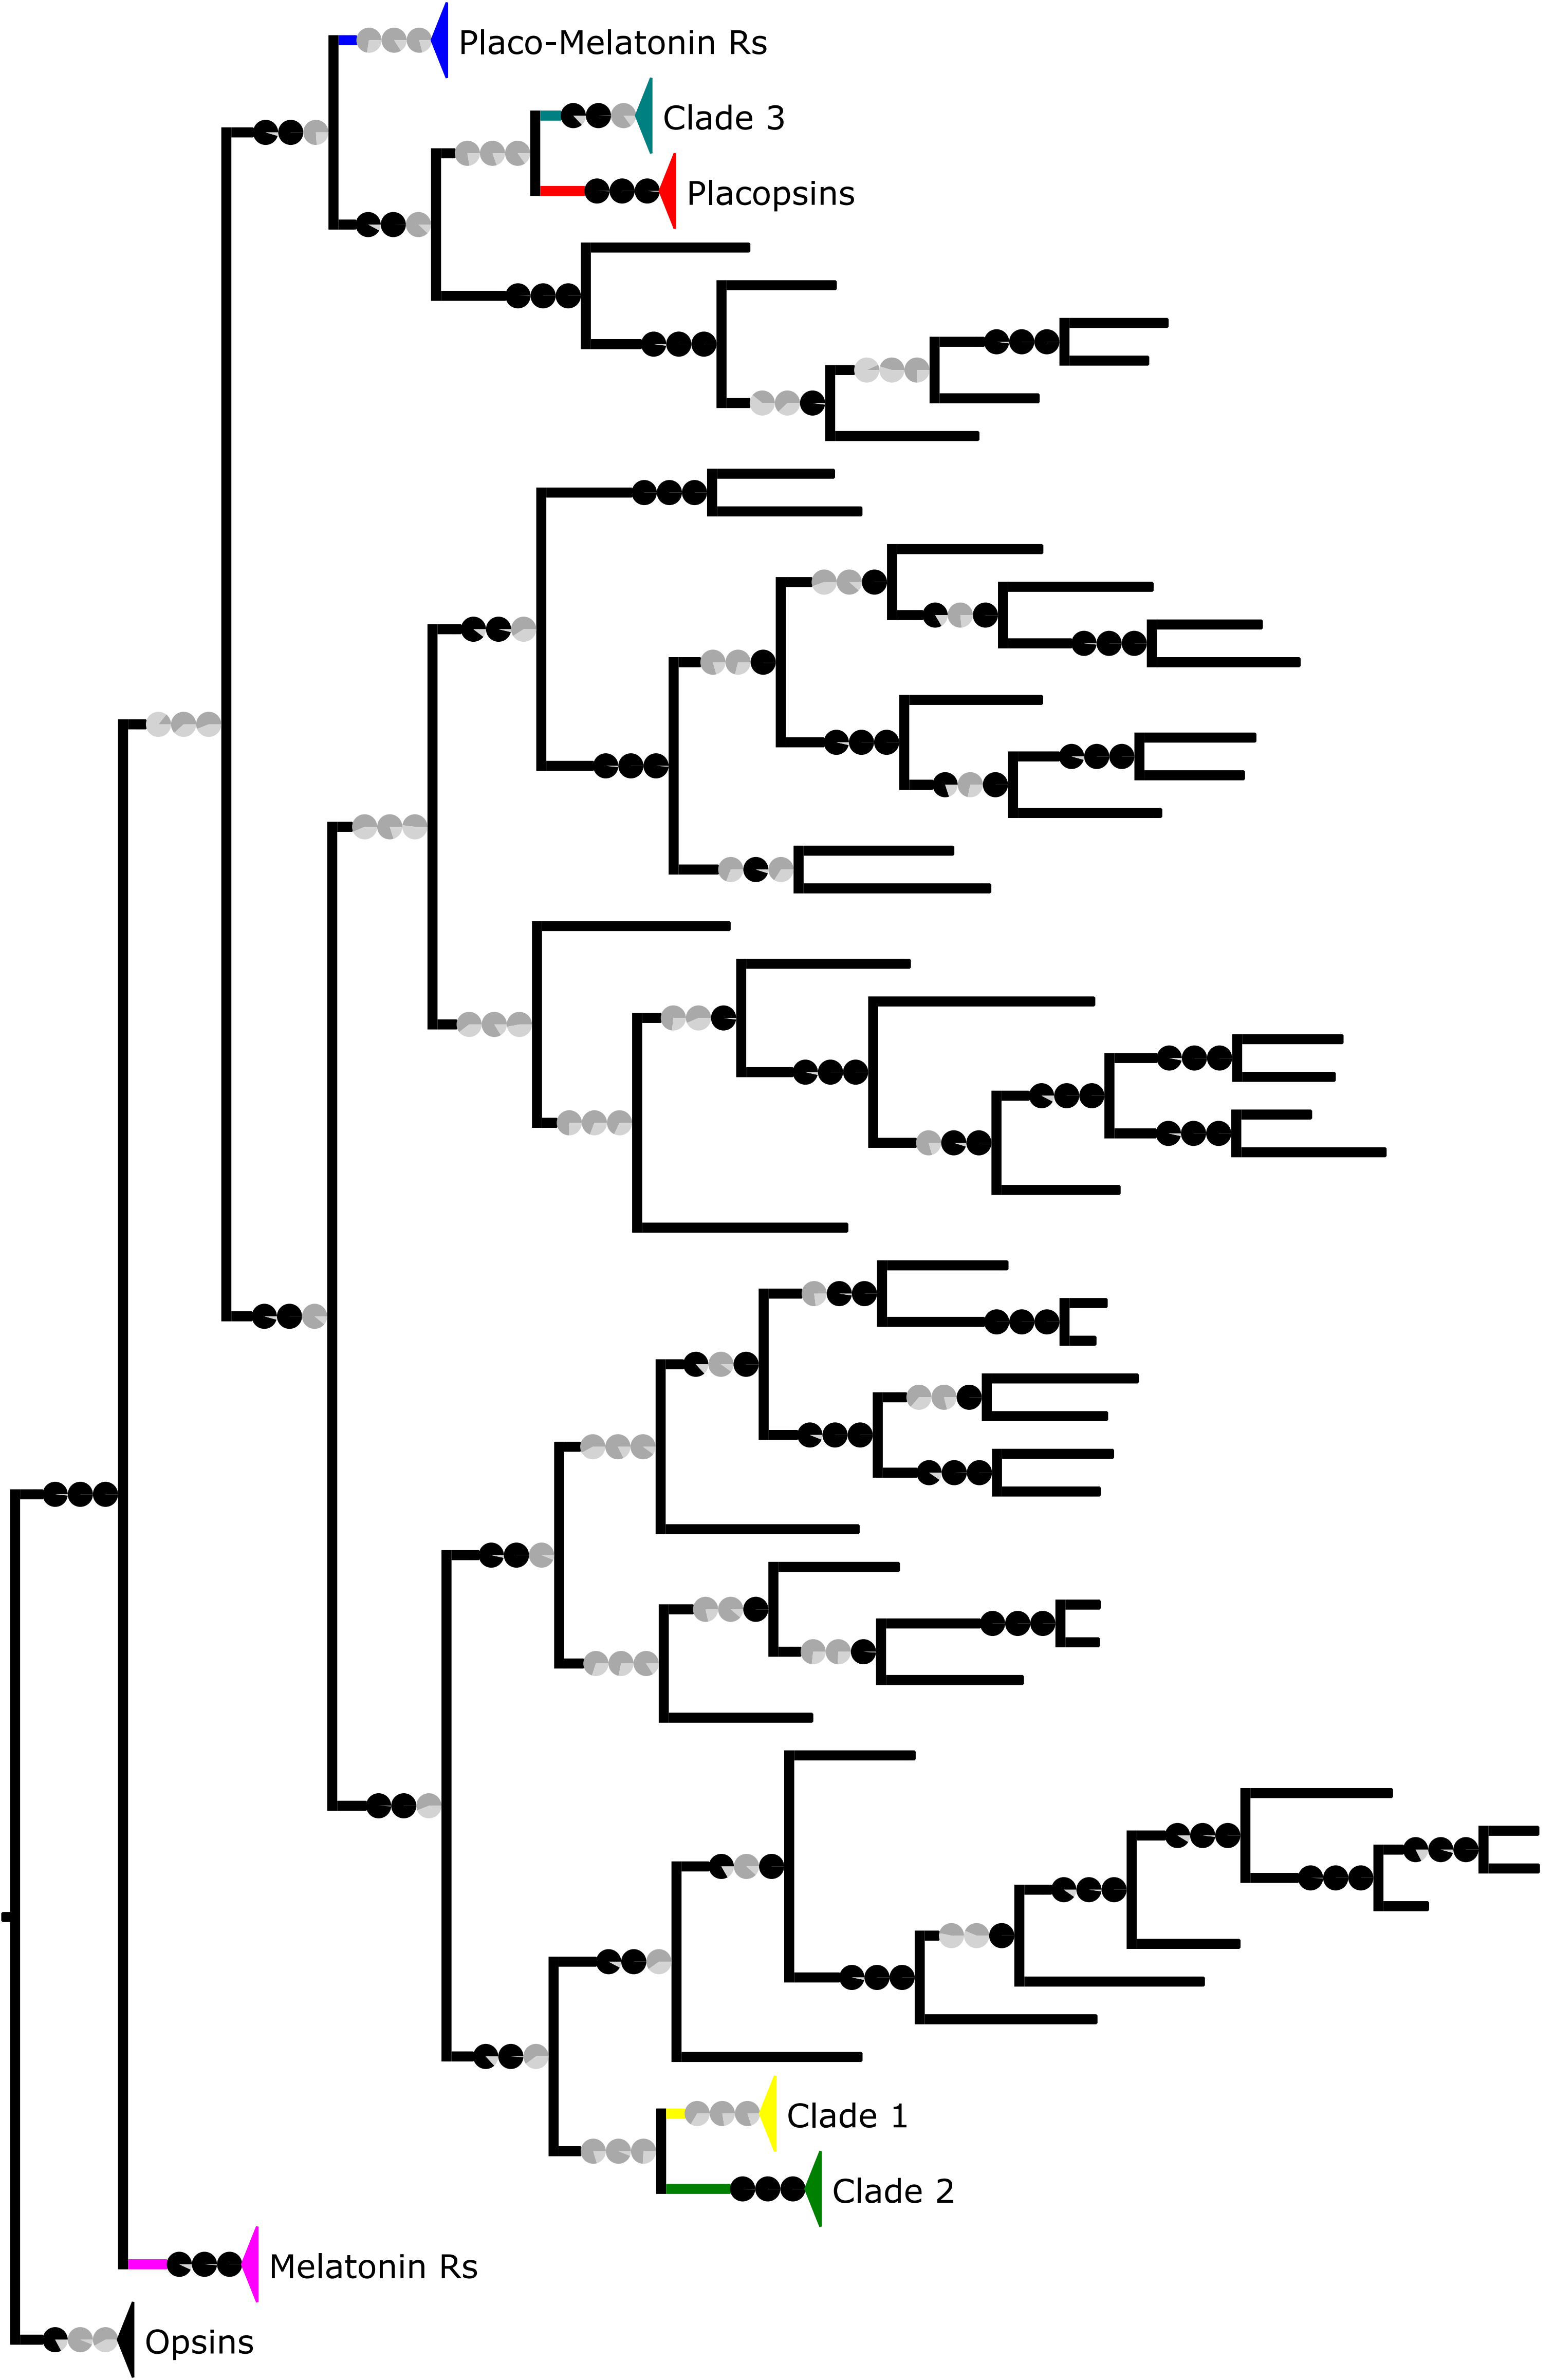 Placo-Melatonin Rs
Clade 3
Placopsins
Clade 1
Clade 2
Melatonin Rs
Opsins